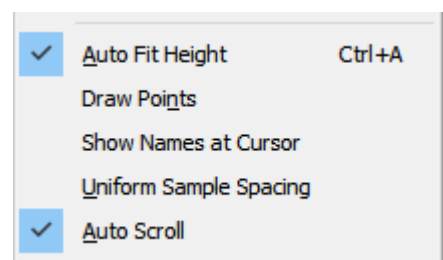 Auto Fit Height Ctrl+A
Draw Points
Show Names at Cursor
Uniform Sample Spacing
Auto Scroll